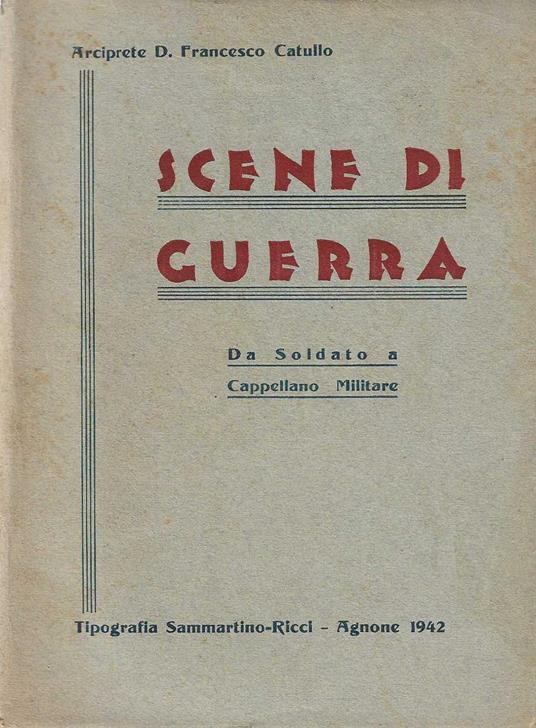 Arciprete D. Francesco Catullo
SCENE DI
GUERRA
Da Soldato a
Cappellano Militare
Tipografia Sammartino-Ricci - Agnone 1942